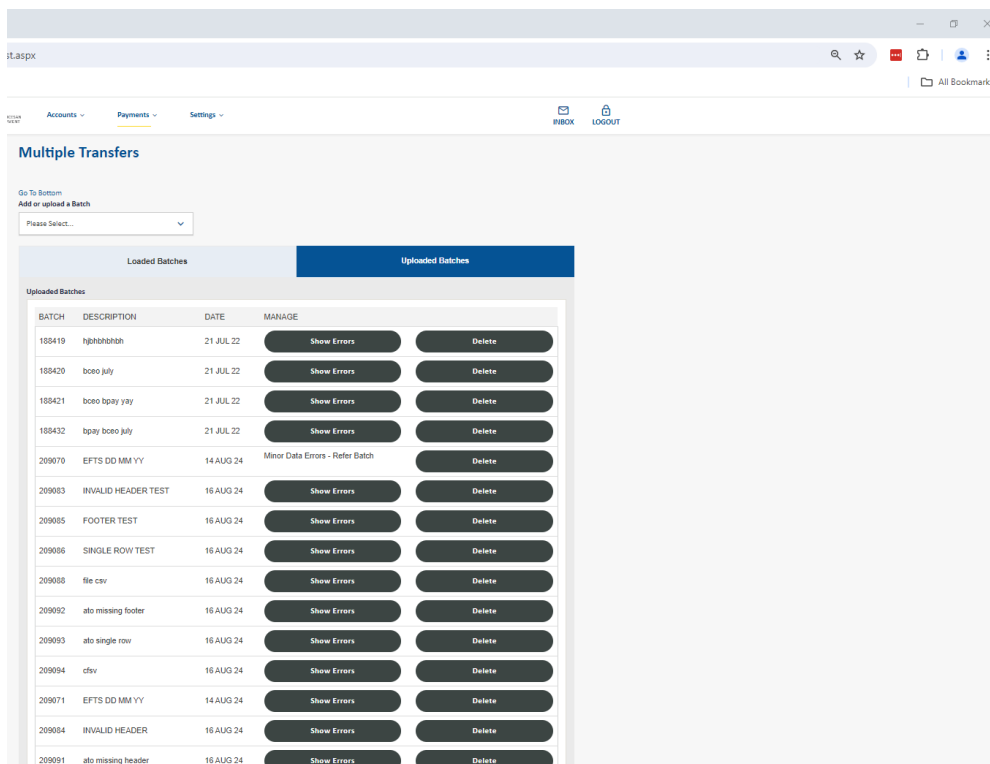 st.aspx
All Bookmark
Accounts
Payments
Settings
INBOX
LOGOUT
Multiple Transfers
Go To Bottom
Add or upload a Batch
Please Select...
Loaded Batches
Uploaded Batches
Uploaded Batches
BATCH DESCRIPTION DATE MANAGE
188419 hjbhbhbhbh 21 JUL 22 Show Errors Delete
188420 bceo july 21 JUL 22 Show Errors Delete
188421 bceo bpay yay 21 JUL 22 Show Errors Delete
188432 bpay bceo july 21 JUL 22 Show Errors Delete
209070 EFTS DD MM YY 14 AUG 24 Minor Data Errors - Refer Batch Delete
209083 INVALID HEADER TEST 16 AUG 24 Show Errors Delete
209085 FOOTER TEST 16 AUG 24 Show Errors Delete
209086 SINGLE ROW TEST 16 AUG 24 Show Errors Delete
209088 file csv 16 AUG 24 Show Errors Delete
209092 ato missing footer 16 AUG 24 Show Errors Delete
209093 ato single row 16 AUG 24 Show Errors Delete
209094 cfsv 16 AUG 24 Show Errors Delete
209071 EFTS DD MM YY 14 AUG 24 Show Errors Delete
209084 INVALID HEADER 16 AUG 24 Show Errors Delete
209091 ato missing header 16 AUG 24 Show Errors Delete